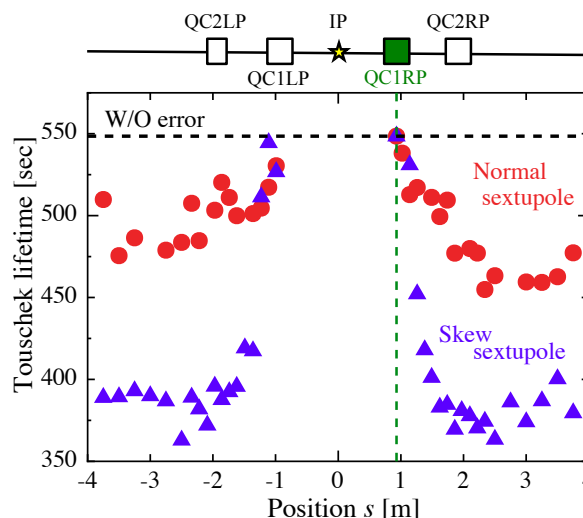 QC2LP IP QC2RP
QC1LP QC1RP
W/O error
Normal
sextupole
Skew
sextupole
Touschek lifetime [sec]
550
500
450
400
350
-4 -3 -2 -1 0 1 2 3 4
Position s [m]